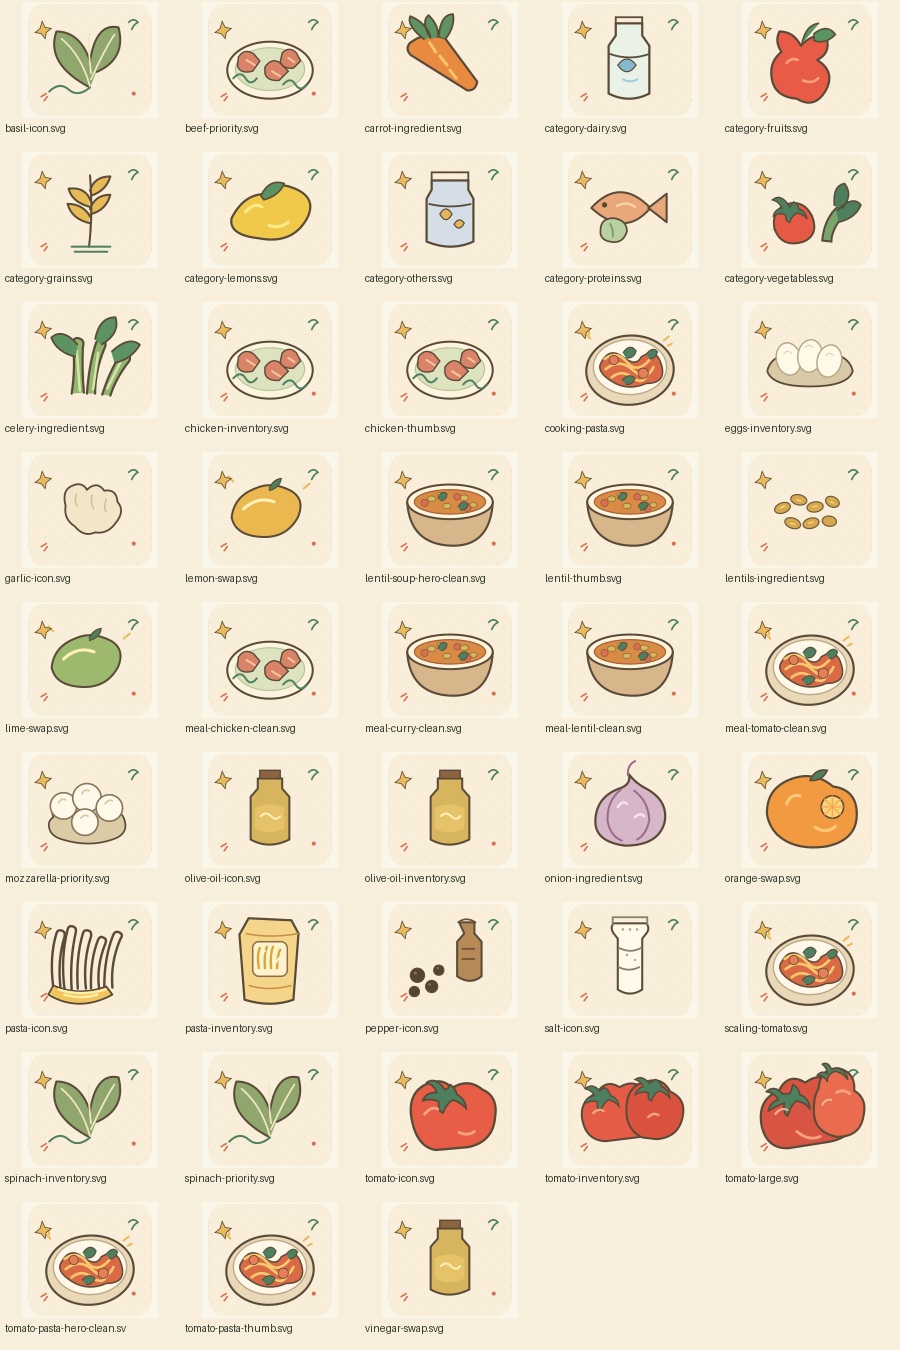 basil-icon.svg
beef-priority.svg
carrot-ingredient.svg
category-dairy.svg
category-fruits.svg
category-grains.svg
category-lemons.svg
category-others.svg
category-proteins.svg
category-vegetables.svg
celery-ingredient.svg
chicken-inventory.svg
chicken-thumb.svg
cooking-pasta.svg
eggs-inventory.svg
garlic-icon.svg
lemon-swap.svg
lentil-soup-hero-clean.svg
lentil-thumb.svg
lentils-ingredient.svg
lime-swap.svg
meal-chicken-clean.svg
meal-curry-clean.svg
meal-lentil-clean.svg
meal-tomato-clean.svg
mozzarella-priority.svg
olive-oil-icon.svg
olive-oil-inventory.svg
onion-ingredient.svg
orange-swap.svg
pasta-icon.svg
pasta-inventory.svg
pepper-icon.svg
salt-icon.svg
scaling-tomato.svg
spinach-inventory.svg
spinach-priority.svg
tomato-icon.svg
tomato-inventory.svg
tomato-large.svg
tomato-pasta-hero-clean.sv
tomato-pasta-thumb.svg
vinegar-swap.svg